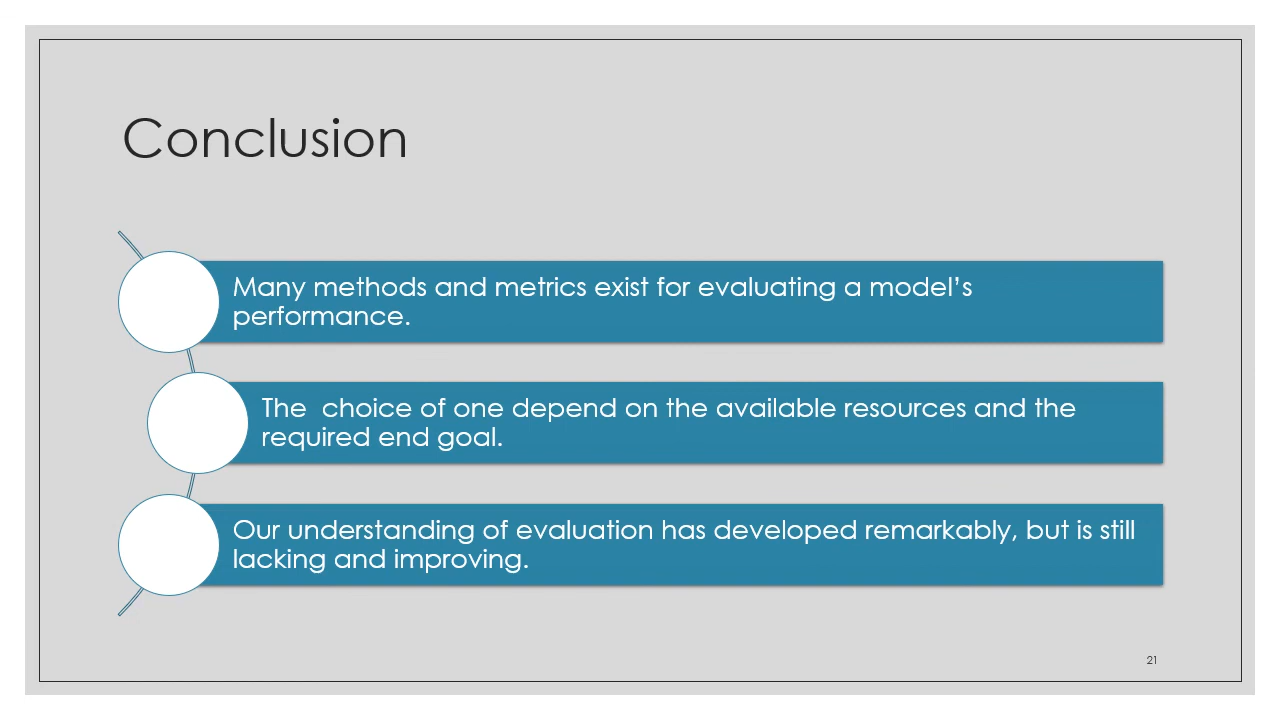 Conclusion
Many methods and metrics exist for evaluating a model’s
performance.
The  choice of one depend on the available resources and the
required end goal.
Our understanding of evaluation has developed remarkably, but is still
lacking and improving.
21